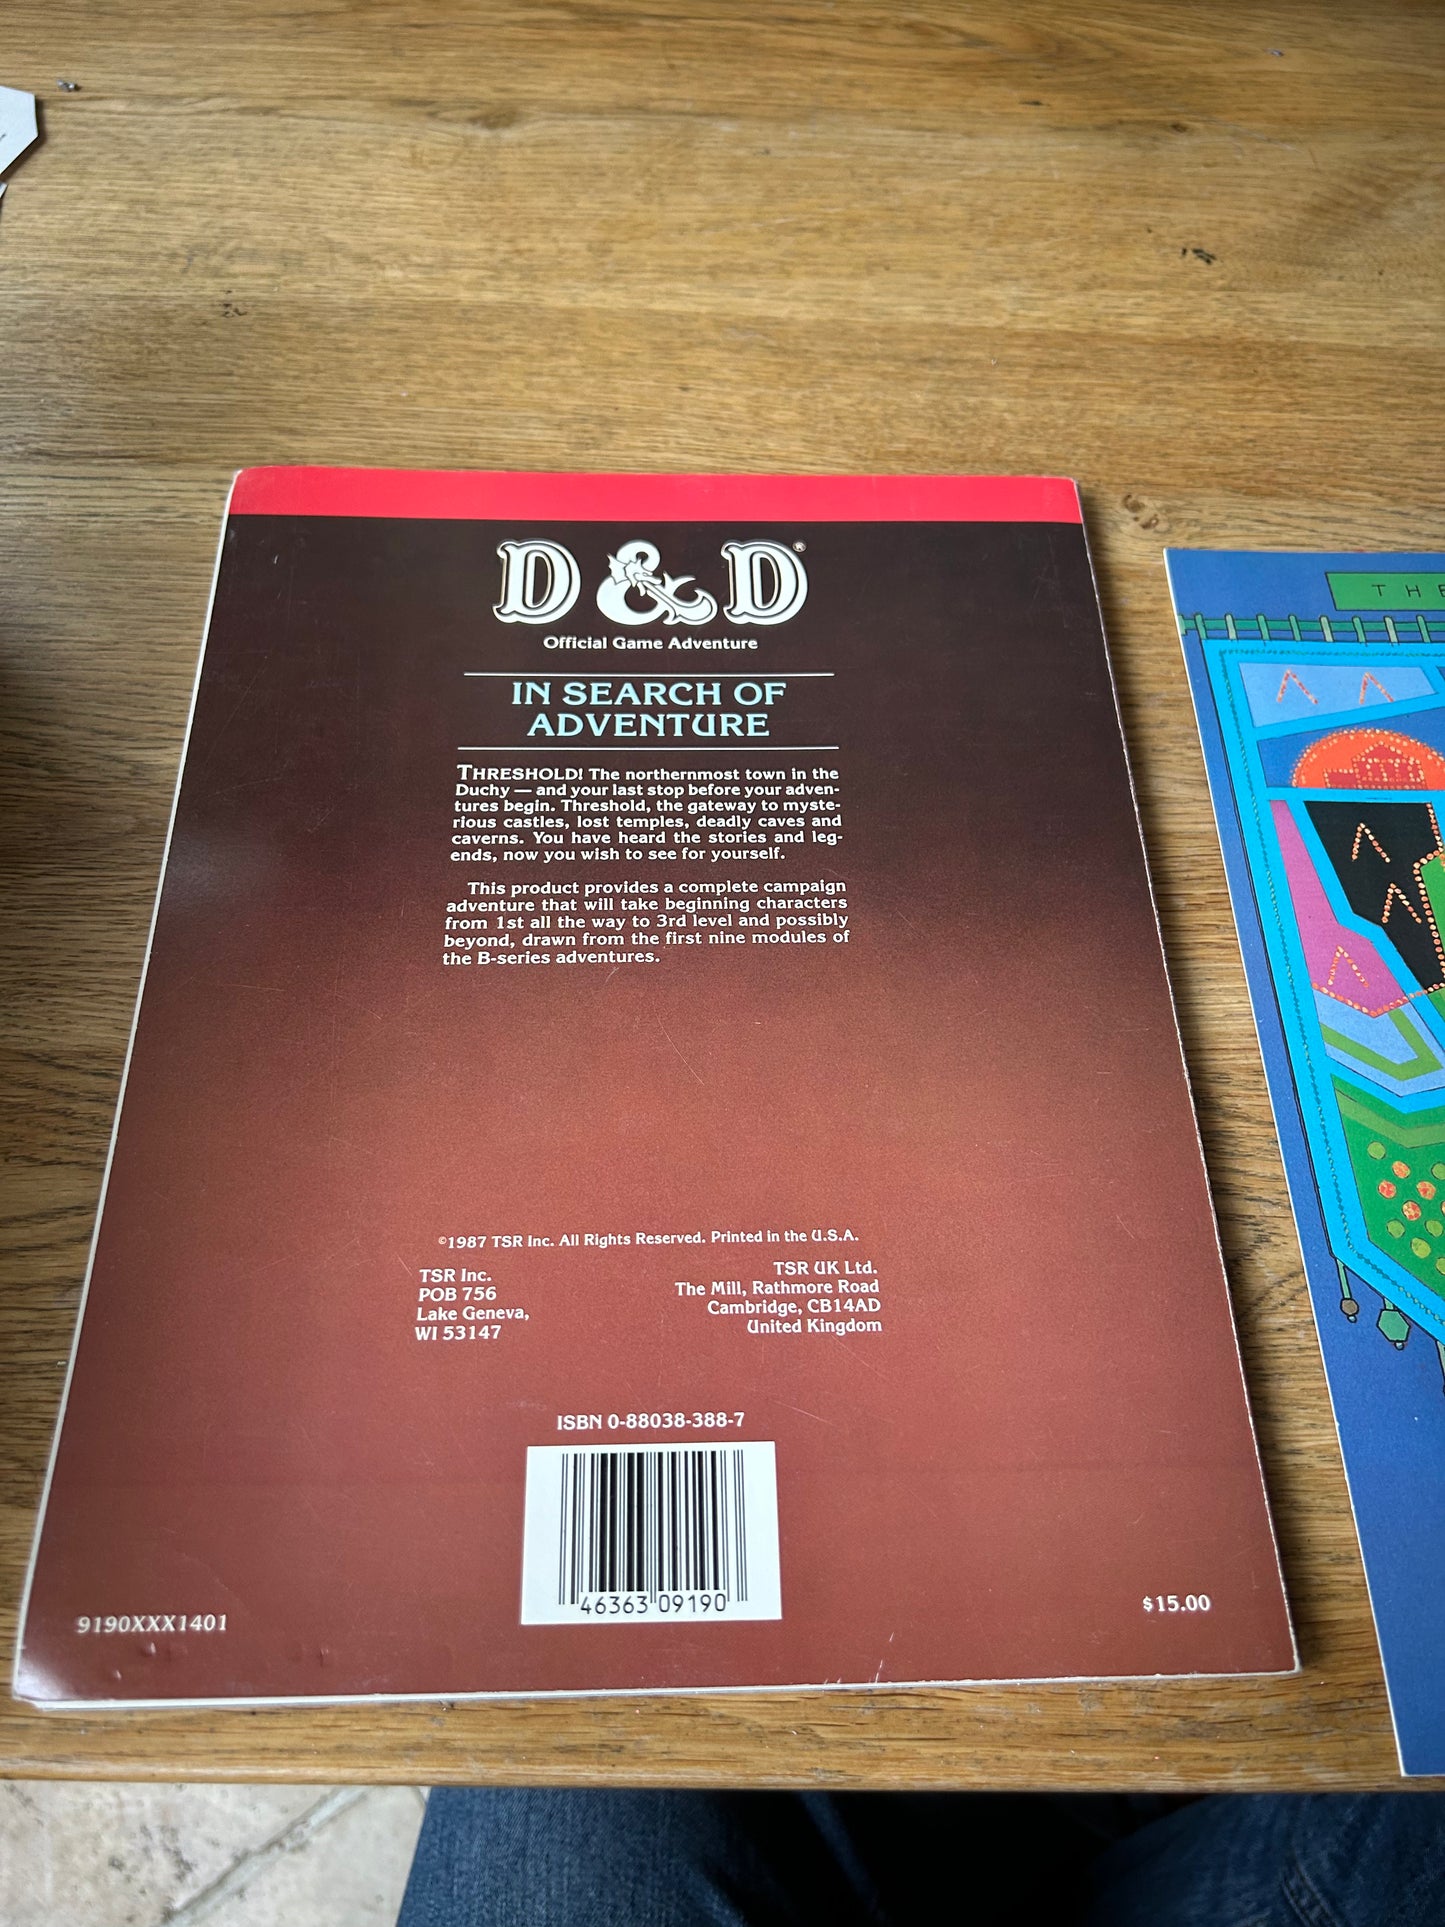 D&D®
Official Game Adventure
IN SEARCH OF
ADVENTURE
THRESHOLD! The northernmost town in the
Duchy — and your last stop before your adven-
tures begin. Threshold, the gateway to myste-
rious castles, lost temples, deadly caves and
caverns. You have heard the stories and leg-
ends, now you wish to see for yourself.
This product provides a complete campaign
adventure that will take beginning characters
from 1st all the way to 3rd level and possibly
beyond, drawn from the first nine modules of
the B-series adventures.
©1987 TSR Inc. All Rights Reserved. Printed in the U.S.A.
TSR Inc.
POB 756
Lake Geneva,
WI 53147
TSR UK Ltd.
The Mill, Rathmore Road
Cambridge, CB14AD
United Kingdom
ISBN 0-88038-388-7
46363 09190
9190XXX1401
$15.00
THE